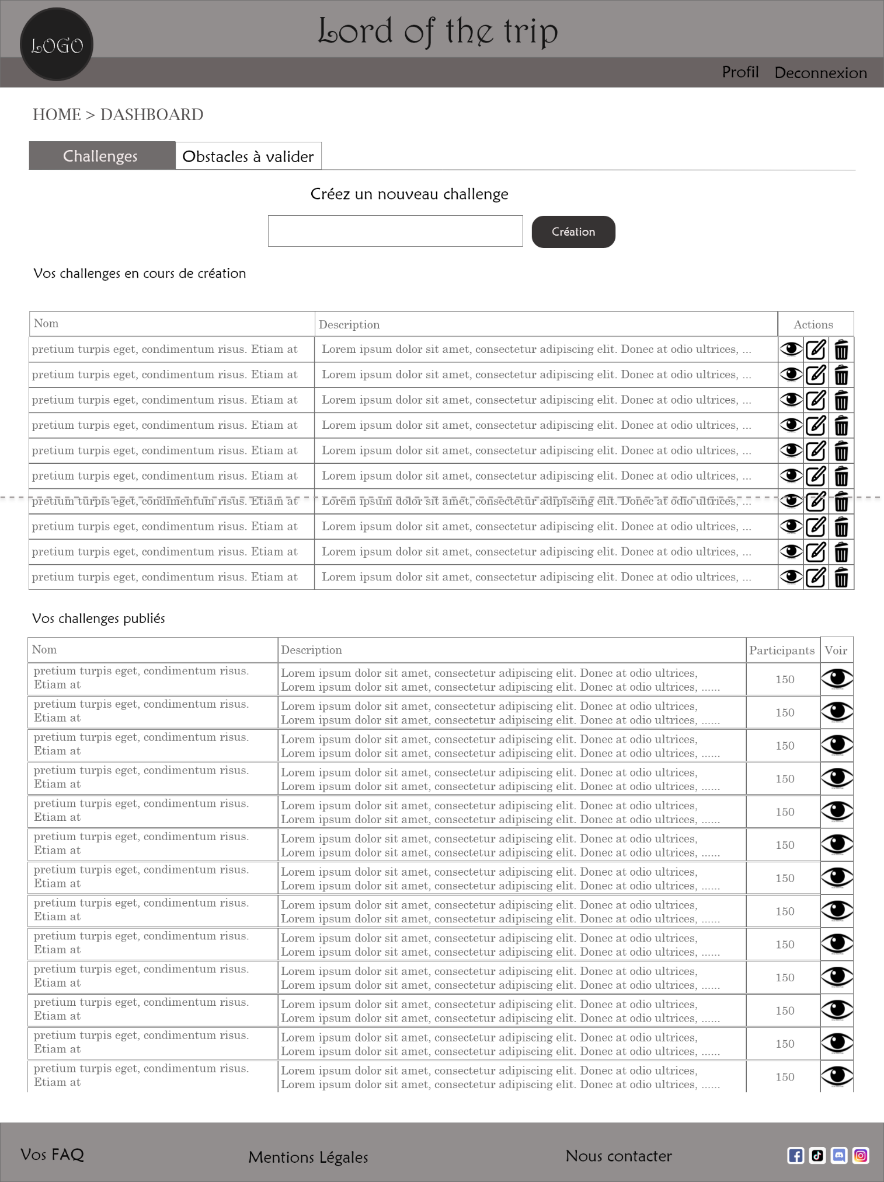 Lord of the trip
LOGO
Profil Deconnexion
HOME > DASHBOARD
Challenges Obstacles à valider
Créez un nouveau challenge
Création
Vos challenges en cours de création
Nom Description Actions
pretium turpis eget, condimentum risus. Etiam at Lorem ipsum dolor sit amet, consectetur adipiscing elit. Donec at odio ultrices, ...
pretium turpis eget, condimentum risus. Etiam at Lorem ipsum dolor sit amet, consectetur adipiscing elit. Donec at odio ultrices, ...
pretium turpis eget, condimentum risus. Etiam at Lorem ipsum dolor sit amet, consectetur adipiscing elit. Donec at odio ultrices, ...
pretium turpis eget, condimentum risus. Etiam at Lorem ipsum dolor sit amet, consectetur adipiscing elit. Donec at odio ultrices, ...
pretium turpis eget, condimentum risus. Etiam at Lorem ipsum dolor sit amet, consectetur adipiscing elit. Donec at odio ultrices, ...
pretium turpis eget, condimentum risus. Etiam at Lorem ipsum dolor sit amet, consectetur adipiscing elit. Donec at odio ultrices, ...
pretium turpis eget, condimentum risus. Etiam at Lorem ipsum dolor sit amet, consectetur adipiscing elit. Donec at odio ultrices, ...
pretium turpis eget, condimentum risus. Etiam at Lorem ipsum dolor sit amet, consectetur adipiscing elit. Donec at odio ultrices, ...
pretium turpis eget, condimentum risus. Etiam at Lorem ipsum dolor sit amet, consectetur adipiscing elit. Donec at odio ultrices, ...
pretium turpis eget, condimentum risus. Etiam at Lorem ipsum dolor sit amet, consectetur adipiscing elit. Donec at odio ultrices, ...
Vos challenges publiés
Nom Description Participants Voir
pretium turpis eget, condimentum risus. Lorem ipsum dolor sit amet, consectetur adipiscing elit. Donec at odio ultrices, 150
Etiam at Lorem ipsum dolor sit amet, consectetur adipiscing elit. Donec at odio ultrices, ......
pretium turpis eget, condimentum risus. Lorem ipsum dolor sit amet, consectetur adipiscing elit. Donec at odio ultrices, 150
Etiam at Lorem ipsum dolor sit amet, consectetur adipiscing elit. Donec at odio ultrices, ......
pretium turpis eget, condimentum risus. Lorem ipsum dolor sit amet, consectetur adipiscing elit. Donec at odio ultrices, 150
Etiam at Lorem ipsum dolor sit amet, consectetur adipiscing elit. Donec at odio ultrices, ......
pretium turpis eget, condimentum risus. Lorem ipsum dolor sit amet, consectetur adipiscing elit. Donec at odio ultrices, 150
Etiam at Lorem ipsum dolor sit amet, consectetur adipiscing elit. Donec at odio ultrices, ......
pretium turpis eget, condimentum risus. Lorem ipsum dolor sit amet, consectetur adipiscing elit. Donec at odio ultrices, 150
Etiam at Lorem ipsum dolor sit amet, consectetur adipiscing elit. Donec at odio ultrices, ......
pretium turpis eget, condimentum risus. Lorem ipsum dolor sit amet, consectetur adipiscing elit. Donec at odio ultrices, 150
Etiam at Lorem ipsum dolor sit amet, consectetur adipiscing elit. Donec at odio ultrices, ......
pretium turpis eget, condimentum risus. Lorem ipsum dolor sit amet, consectetur adipiscing elit. Donec at odio ultrices, 150
Etiam at Lorem ipsum dolor sit amet, consectetur adipiscing elit. Donec at odio ultrices, ......
pretium turpis eget, condimentum risus. Lorem ipsum dolor sit amet, consectetur adipiscing elit. Donec at odio ultrices, 150
Etiam at Lorem ipsum dolor sit amet, consectetur adipiscing elit. Donec at odio ultrices, ......
pretium turpis eget, condimentum risus. Lorem ipsum dolor sit amet, consectetur adipiscing elit. Donec at odio ultrices, 150
Etiam at Lorem ipsum dolor sit amet, consectetur adipiscing elit. Donec at odio ultrices, ......
pretium turpis eget, condimentum risus. Lorem ipsum dolor sit amet, consectetur adipiscing elit. Donec at odio ultrices, 150
Etiam at Lorem ipsum dolor sit amet, consectetur adipiscing elit. Donec at odio ultrices, ......
pretium turpis eget, condimentum risus. Lorem ipsum dolor sit amet, consectetur adipiscing elit. Donec at odio ultrices, 150
Etiam at Lorem ipsum dolor sit amet, consectetur adipiscing elit. Donec at odio ultrices, ......
pretium turpis eget, condimentum risus. Lorem ipsum dolor sit amet, consectetur adipiscing elit. Donec at odio ultrices, 150
Etiam at Lorem ipsum dolor sit amet, consectetur adipiscing elit. Donec at odio ultrices, ......
pretium turpis eget, condimentum risus. Lorem ipsum dolor sit amet, consectetur adipiscing elit. Donec at odio ultrices, 150
Etiam at Lorem ipsum dolor sit amet, consectetur adipiscing elit. Donec at odio ultrices, ......
Vos FAQ Mentions Légales Nous contacter